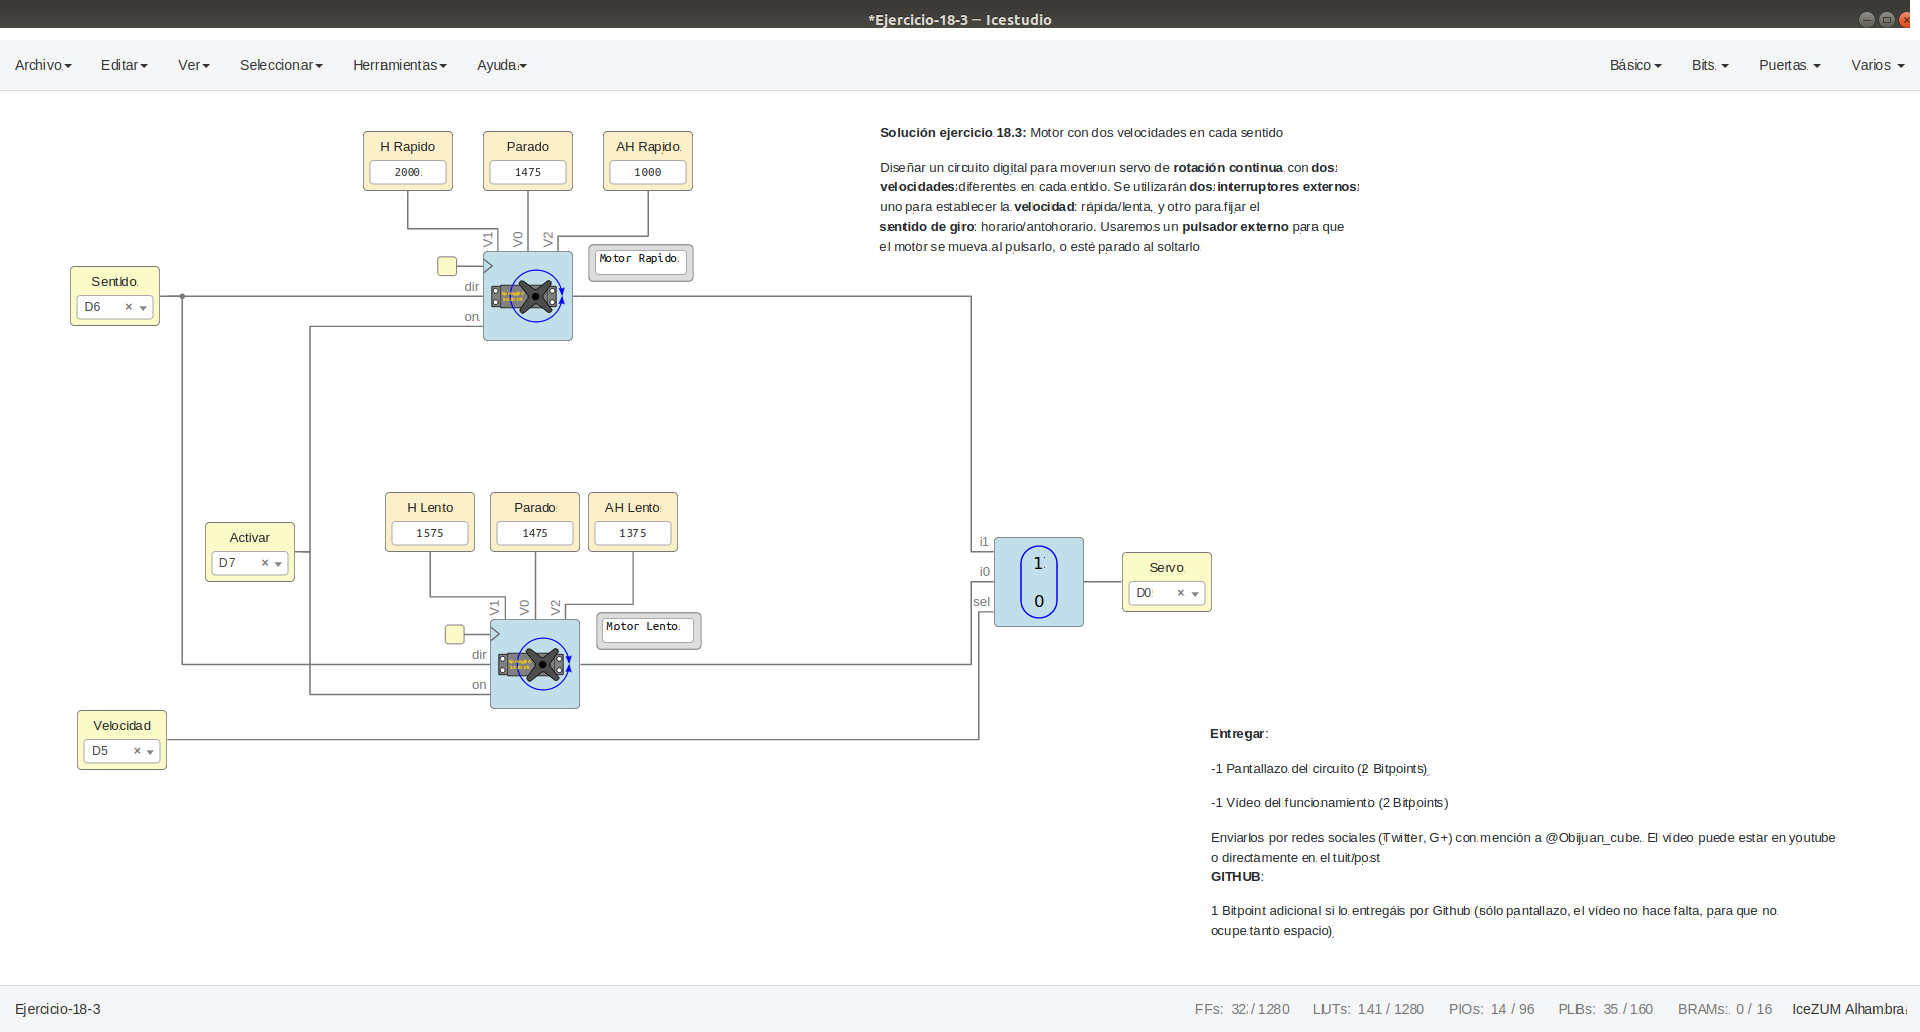 *Ejercicio-18-3 — Icestudio
Archivo Editar Ver Seleccionar Herramientas Ayuda Básico Bits Puertas Varios
H Rapido Parado AH Rapido
2000 1475 1000
Solución ejercicio 18.3: Motor con dos velocidades en cada sentido
Diseñar un circuito digital para mover un servo de rotación continua con dos
velocidades diferentes en cada entido. Se utilizarán dos interruptores externos:
uno para establecer la velocidad: rápida/lenta, y otro para fijar el
sentido de giro: horario/antohorario. Usaremos un pulsador externo para que
el motor se mueva al pulsarlo, o esté parado al soltarlo
V1 V0 V2
Motor Rapido
Sentido
D6
dir
on
H Lento Parado AH Lento
1575 1475 1375
Activar
D7
i1
i0
sel
1
0
Servo
D0
V1 V0 V2
Motor Lento
dir
on
Velocidad
D5
Entregar:
-1 Pantallazo del circuito (2 Bitpoints)
-1 Vídeo del funcionamiento (2 Bitpoints)
Enviarlos por redes sociales (Twitter, G+) con mención a @Obijuan_cube. El vídeo puede estar en youtube
o directamente en el tuit/post
GITHUB:
1 Bitpoint adicional si lo entregáis por Github (sólo pantallazo, el vídeo no hace falta, para que no
ocupe tanto espacio)
Ejercicio-18-3 FFs: 32 / 1280 LUTs: 141 / 1280 PIOs: 14 / 96 PLBs: 35 / 160 BRAMs: 0 / 16 IceZUM Alhambra